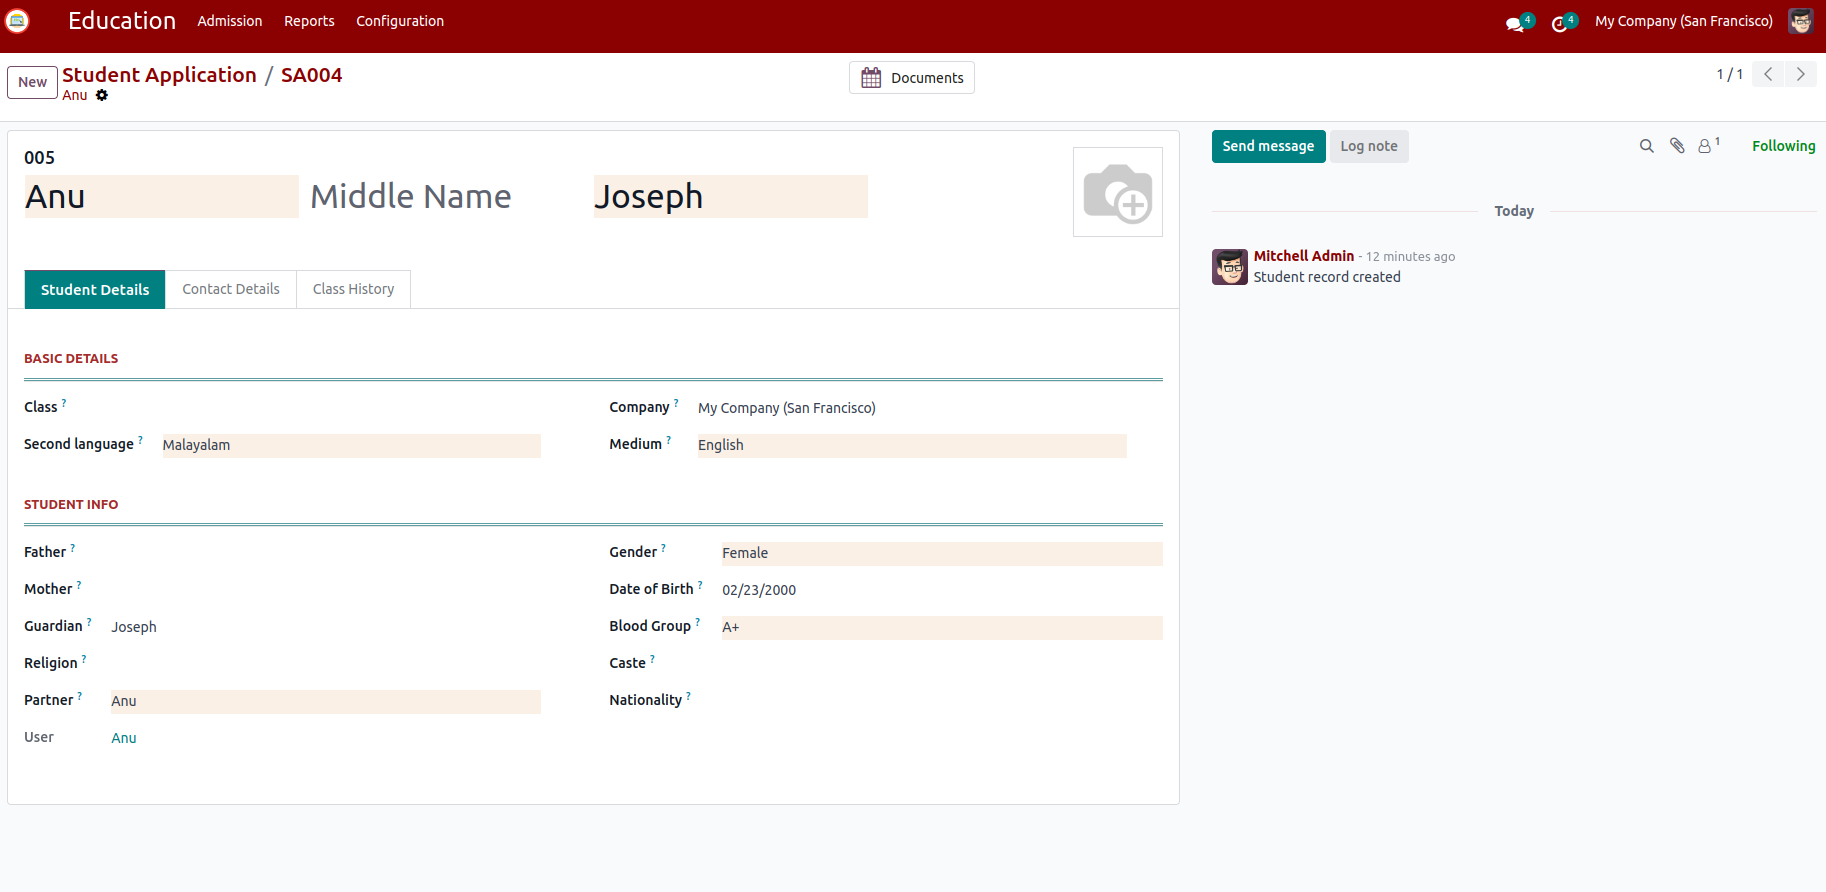 Education Admission Reports Configuration 4 4 My Company (San Francisco)
New Student Application / SA004 Documents 1 / 1
Anu
005
Anu Middle Name Joseph
Student Details Contact Details Class History
BASIC DETAILS
Class ? Company ? My Company (San Francisco)
Second language ? Malayalam Medium ? English
STUDENT INFO
Father ? Gender ? Female
Mother ? Date of Birth ? 02/23/2000
Guardian ? Joseph Blood Group ? A+
Religion ? Caste ?
Partner ? Anu Nationality ?
User Anu
Send message Log note 1 Following
Today
Mitchell Admin - 12 minutes ago
Student record created